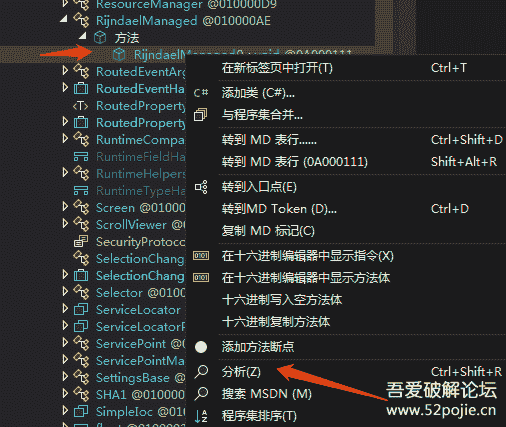 ResourceManager @010000D9
RijndaelManaged @010000AE
方法
RijndaelManaged() : void @0A000111
RoutedEventArg
RoutedEventHa
RoutedProperty
RoutedProperty
RuntimeCompa
RuntimeFieldHa
RuntimeHelpers
RuntimeTypeHa
Screen @01000
ScrollViewer @0
SecurityProtoco
SelectionChang
SelectionChang
Selector @0100
ServiceLocator
ServiceLocatorP
ServicePoint @0
ServicePointMa
SettingsBase @
SHA1 @010000
SimpleIoc @010
在新标签页中打开(T) Ctrl+T
C# 添加类 (C#)...
与程序集合并...
转到 MD 表行...... Ctrl+Shift+D
转到 MD 表行 (0A000111) Shift+Alt+R
转到入口点(E)
转到MD Token (D)... Ctrl+D
复制 MD 标记(C)
在十六进制编辑器中显示指令(X)
在十六进制编辑器中显示方法体
十六进制写入空方法体
十六进制复制方法体
添加方法断点
分析(Z) Ctrl+Shift+R
搜索 MSDN (M)
程序集排序(T)
吾爱破解论坛
www.52pojie.cn